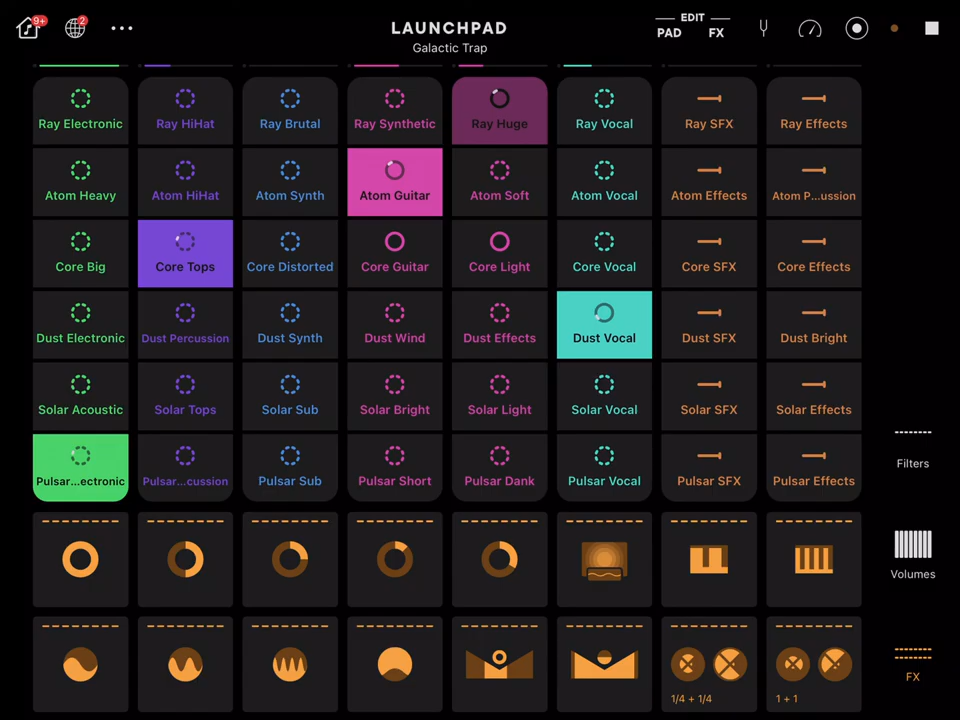 9+
2
LAUNCHPAD
Galactic Trap
EDIT
PAD FX
Ray Electronic Ray HiHat Ray Brutal Ray Synthetic Ray Huge Ray Vocal Ray SFX Ray Effects
Atom Heavy Atom HiHat Atom Synth Atom Guitar Atom Soft Atom Vocal Atom Effects Atom P...ussion
Core Big Core Tops Core Distorted Core Guitar Core Light Core Vocal Core SFX Core Effects
Dust Electronic Dust Percussion Dust Synth Dust Wind Dust Effects Dust Vocal Dust SFX Dust Bright
Solar Acoustic Solar Tops Solar Sub Solar Bright Solar Light Solar Vocal Solar SFX Solar Effects
Filters
Pulsar...ectronic Pulsar...cussion Pulsar Sub Pulsar Short Pulsar Dank Pulsar Vocal Pulsar SFX Pulsar Effects
Volumes
FX
1/4 + 1/4 1 + 1